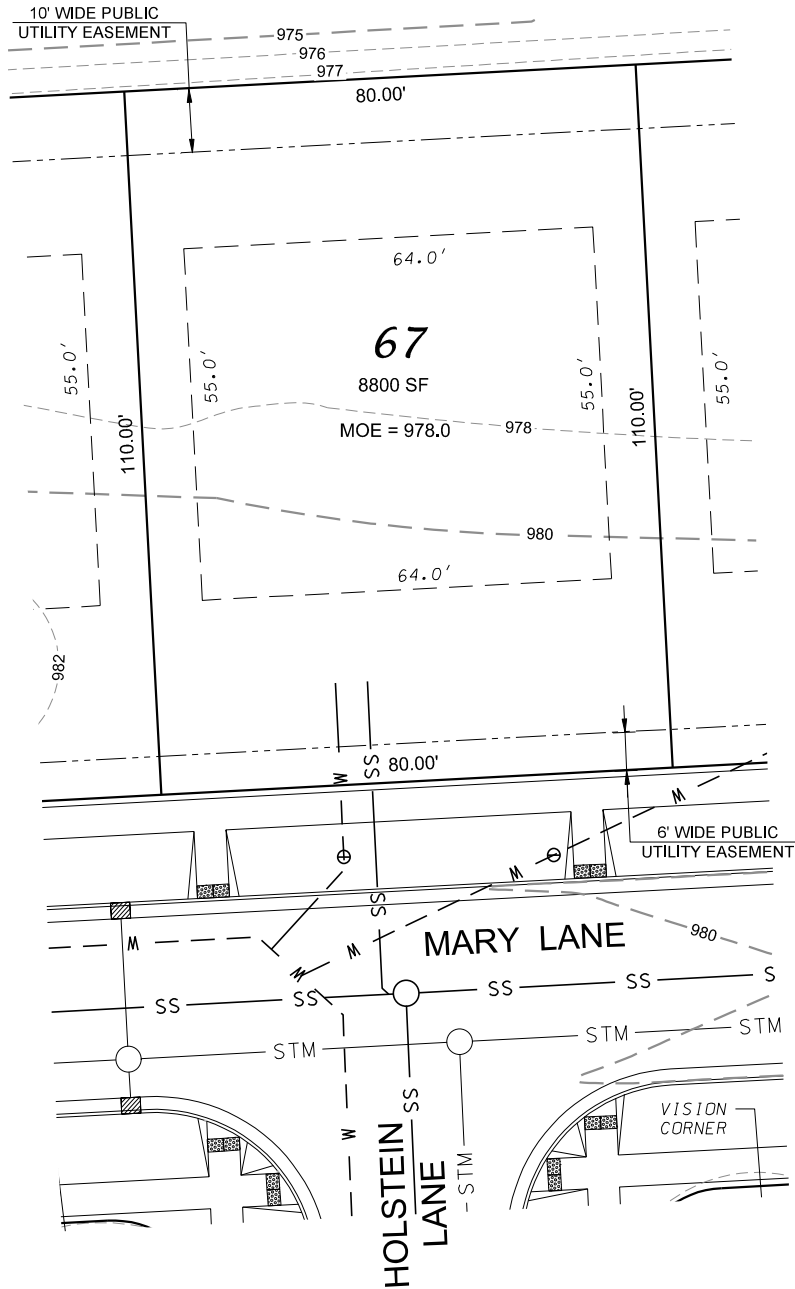 10' WIDE PUBLIC
UTILITY EASEMENT
975
976
977
80.00'
64.0'
67
8800 SF
MOE = 978.0
55.0'
55.0'
55.0'
55.0'
110.00'
110.00'
978
980
64.0'
982
W
SS
80.00'
W
6' WIDE PUBLIC
UTILITY EASEMENT
W
SS
W
W
MARY LANE
980
W
SS
SS
SS
SS
S
STM
STM
STM
SS
W
HOLSTEIN
LANE
STM
VISION
CORNER